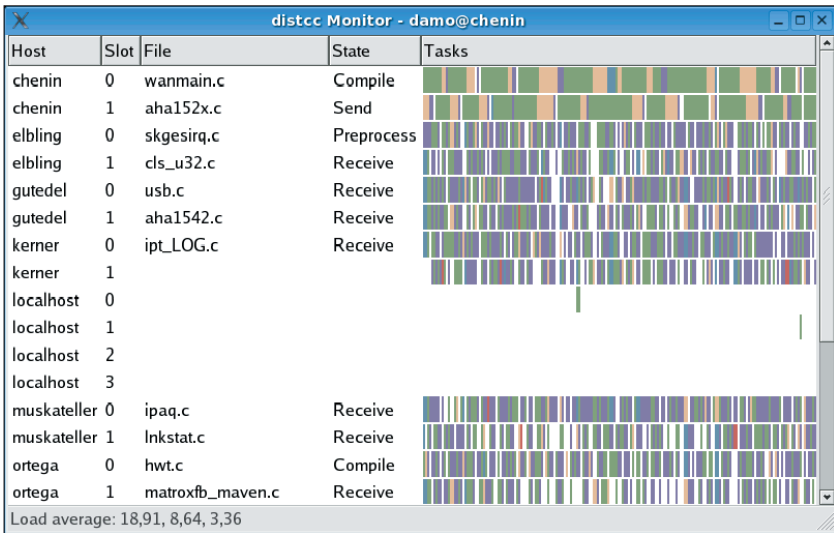 distcc Monitor - damo@chenin
Host Slot File State Tasks
chenin 0 wanmain.c Compile
chenin 1 aha152x.c Send
elbling 0 skgesirq.c Preprocess
elbling 1 cls_u32.c Receive
gutedel 0 usb.c Receive
gutedel 1 aha1542.c Receive
kerner 0 ipt_LOG.c Receive
kerner 1
localhost 0
localhost 1
localhost 2
localhost 3
muskateller 0 ipaq.c Receive
muskateller 1 lnkstat.c Receive
ortega 0 hwt.c Compile
ortega 1 matroxfb_maven.c Receive
Load average: 18,91, 8,64, 3,36